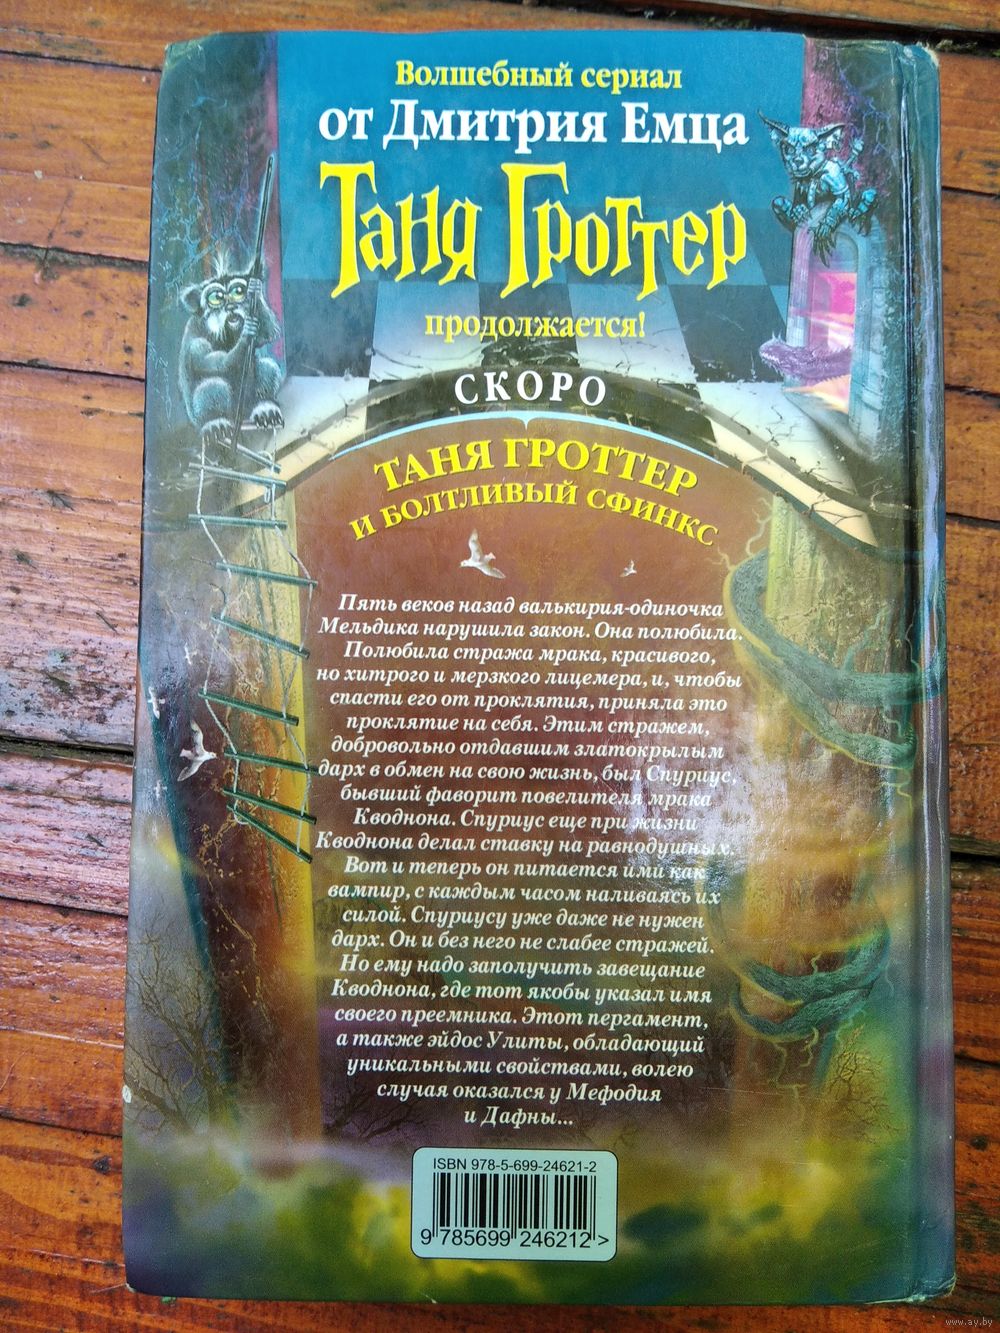 Волшебный сериал
от Дмитрия Емца
Таня Гроттер
продолжается!
СКОРО
ТАНЯ ГРОТТЕР
И БОЛТЛИВЫЙ СФИНКС
Пять веков назад валькирия-одиночка
Мельдика нарушила закон. Она полюбила.
Полюбила стража мрака, красивого,
но хитрого и мерзкого лицемера, и, чтобы
спасти его от проклятия, приняла это
проклятие на себя. Этим стражем,
добровольно отдавшим златокрылым
дарх в обмен на свою жизнь, был Спуриус,
бывший фаворит повелителя мрака
Кводнона. Спуриус еще при жизни
Кводнона делал ставку на равнодушных.
Вот и теперь он питается ими как
вампир, с каждым часом наливаясь их
силой. Спуриусу уже даже не нужен
дарх. Он и без него не слабее стражей.
Но ему надо заполучить завещание
Кводнона, где тот якобы указал имя
своего преемника. Этот пергамент,
а также эйдос Улиты, обладающий
уникальными свойствами, волею
случая оказался у Мефодия
и Дафны...
ISBN 978-5-699-24621-2
9 785699 246212 >
www.ay.by